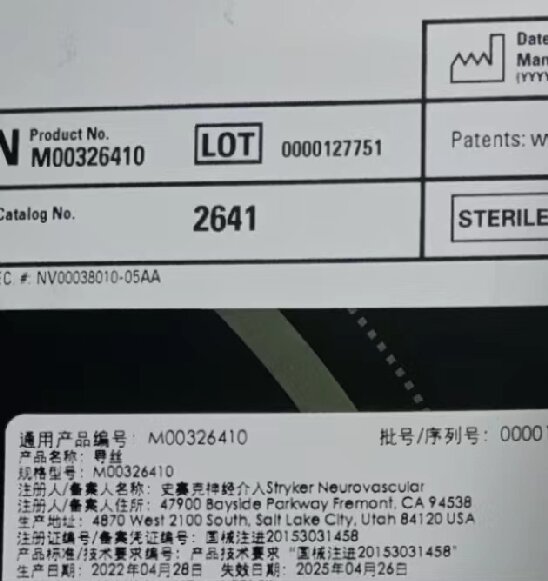 Date
Man
(YYY
N Product No. M00326410 LOT 0000127751
Patents: w
Catalog No. 2641
STERILE
EC #: NV00038010-05AA
通用产品编号: M00326410 批号/序列号: 00001
产品名称: 导丝
规格型号: M00326410
注册人/备案人名称: 史赛克神经介入Stryker Neurovascular
注册人/备案人住所: 47900 Bayside Parkway Fremont, CA 94538
生产地址: 4870 West 2100 South, Salt Lake City, Utah 84120 USA
注册证编号/备案凭证编号: 国械注进20153031458
产品标准/技术要求编号: 产品技术要求 "国械注进20153031458"
生产日期: 2022年04月28日 失效日期: 2025年04月26日